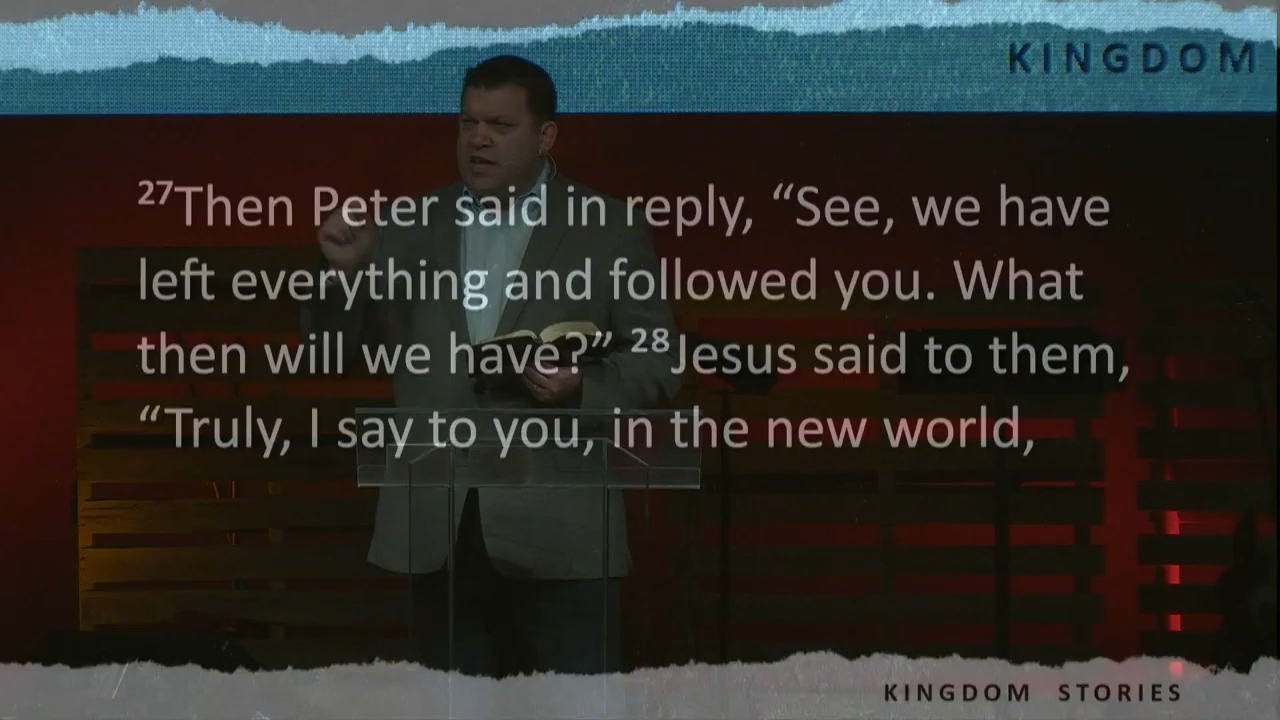 KINGDOM
27Then Peter said in reply, “See, we have
left everything and followed you. What
then will we have?” 28Jesus said to them,
“Truly, I say to you, in the new world,
KINGDOM STORIES